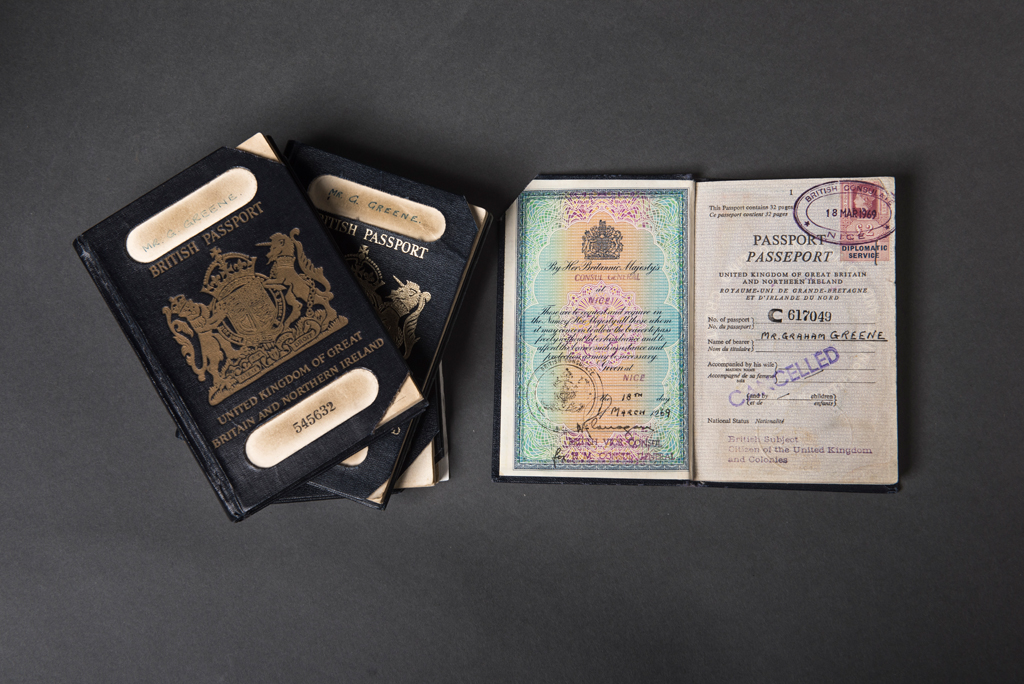 MR. G. GREENE.
BRITISH PASSPORT
UNITED KINGDOM OF GREAT
BRITAIN AND NORTHERN IRELAND
545632
MR. G. GREENE.
BRITISH PASSPORT
By Her Britannic Majesty's
CONSUL GENERAL
at
NICE
These are to request and require in
the Name of Her Majesty all those whom
it may concern to allow the bearer to pass
freely without let or hindrance and to
afford the bearer such assistance and
protection as may be necessary.
Given at
NICE
18TH day
of MARCH 1969
BRITISH VICE CONSUL
for H.M. CONSUL GENERAL
1
This Passport contains 32 pages
Ce passeport contient 32 pages
BRITISH CONSULATE
18 MAR 1969
NICE
DIPLOMATIC
SERVICE
PASSPORT
PASSEPORT
UNITED KINGDOM OF GREAT BRITAIN
AND NORTHERN IRELAND
ROYAUME-UNI DE GRANDE-BRETAGNE
ET D'IRLANDE DU NORD
No. of passport
No. du passeport
C 617049
Name of bearer
Nom du titulaire
MR. GRAHAM GREENE
Accompanied by his wife
MAIDEN NAME
Accompagné de sa femme
NÉE
CANCELLED
and by children
et de enfants
National Status Nationalité
British Subject
Citizen of the United Kingdom
and Colonies